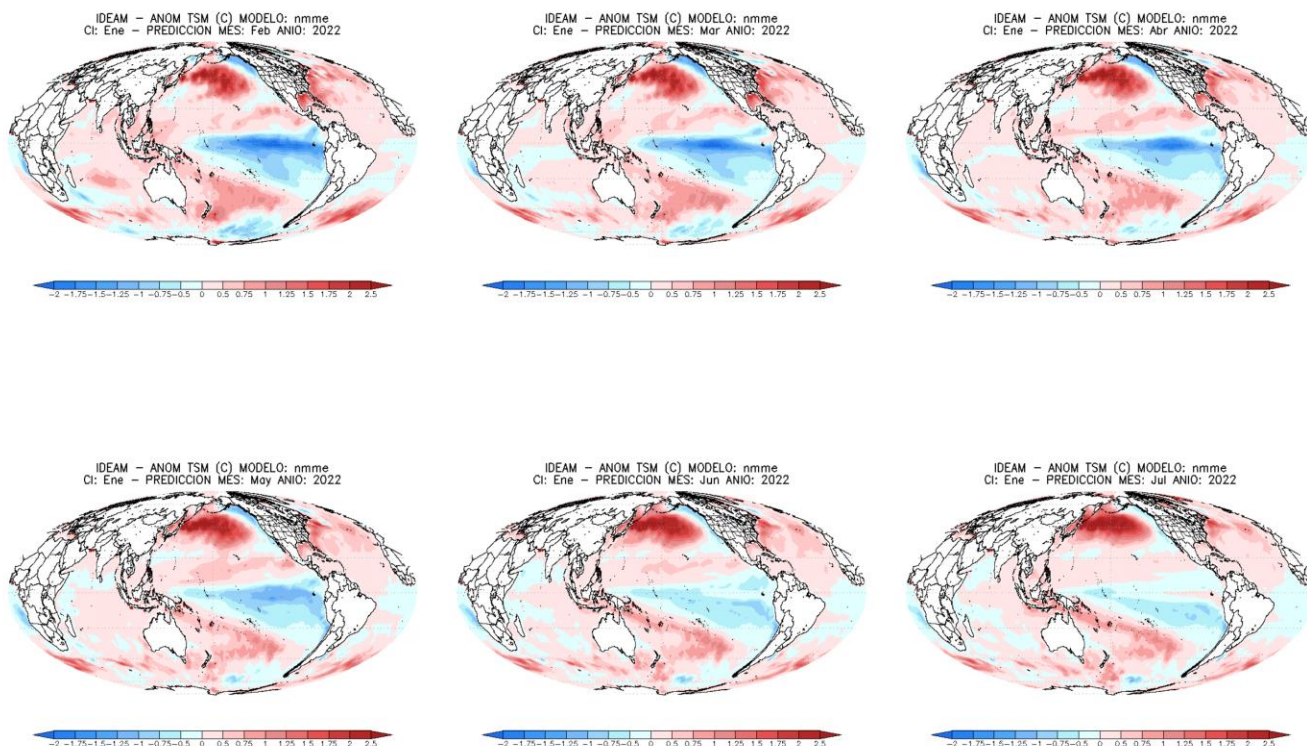 IDEAM - ANOM TSM (C) MODELO: nmme
CI: Ene - PREDICCION MES: Feb ANIO: 2022
-2 -1.75-1.5-1.25 -1 -0.75-0.5 0 0.5 0.75 1 1.25 1.5 1.75 2 2.5
IDEAM - ANOM TSM (C) MODELO: nmme
CI: Ene - PREDICCION MES: Mar ANIO: 2022
-2 -1.75-1.5-1.25 -1 -0.75-0.5 0 0.5 0.75 1 1.25 1.5 1.75 2 2.5
IDEAM - ANOM TSM (C) MODELO: nmme
CI: Ene - PREDICCION MES: Abr ANIO: 2022
-2 -1.75-1.5-1.25 -1 -0.75-0.5 0 0.5 0.75 1 1.25 1.5 1.75 2 2.5
IDEAM - ANOM TSM (C) MODELO: nmme
CI: Ene - PREDICCION MES: May ANIO: 2022
-2 -1.75-1.5-1.25 -1 -0.75-0.5 0 0.5 0.75 1 1.25 1.5 1.75 2 2.5
IDEAM - ANOM TSM (C) MODELO: nmme
CI: Ene - PREDICCION MES: Jun ANIO: 2022
-2 -1.75-1.5-1.25 -1 -0.75-0.5 0 0.5 0.75 1 1.25 1.5 1.75 2 2.5
IDEAM - ANOM TSM (C) MODELO: nmme
CI: Ene - PREDICCION MES: Jul ANIO: 2022
-2 -1.75-1.5-1.25 -1 -0.75-0.5 0 0.5 0.75 1 1.25 1.5 1.75 2 2.5